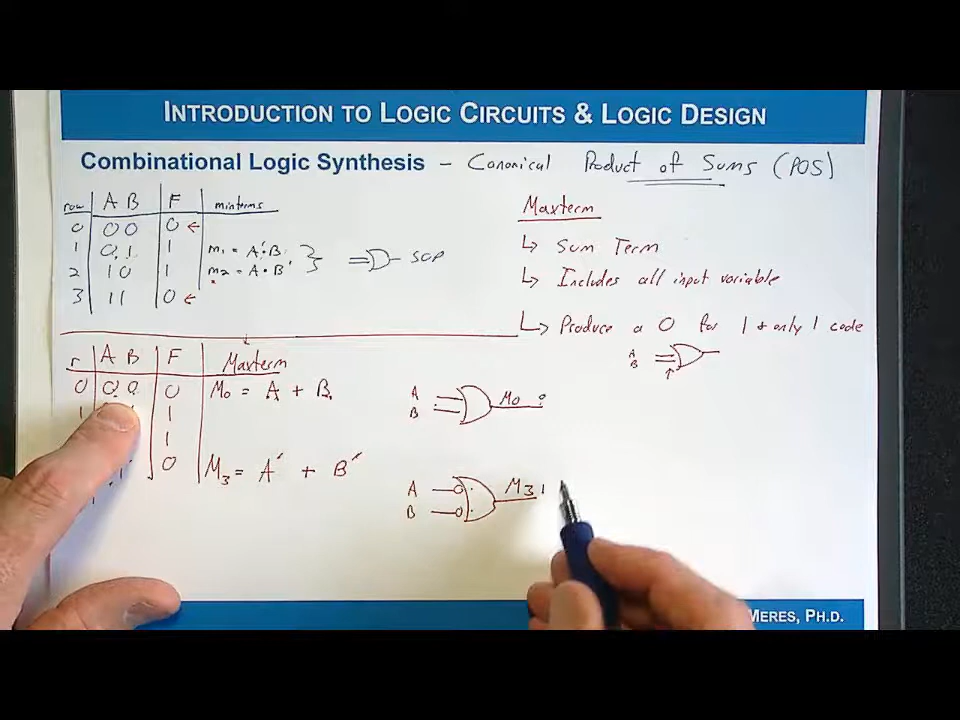 INTRODUCTION TO LOGIC CIRCUITS & LOGIC DESIGN
Combinational Logic Synthesis - Canonical Product of Sums (POS)
row A B F minterms
0 0 0 0 ←
1 0 1 1 m1 = A'·B
2 1 0 1 m2 = A·B'
3 1 1 0 ←
SOP
Maxterm
↳ Sum Term
↳ Includes all input variable
↳ Produce a 0 for 1 & only 1 code
A
B
r A B F Maxterm
0 0 0 0 M0 = A + B
1 1
1
0 M3 = A' + B'
A
B
M0 0
A
B
M3 1
MERES, PH.D.